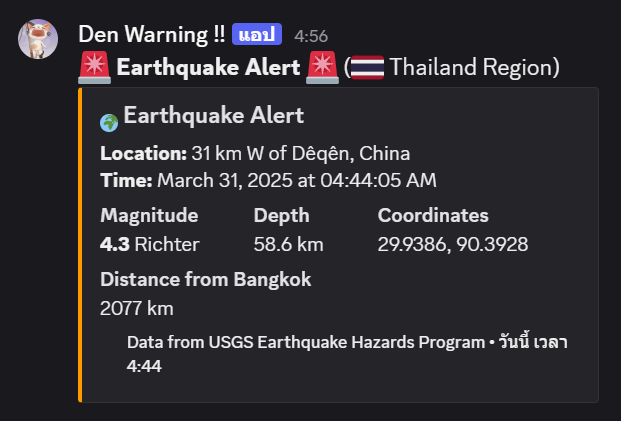 Den Warning !! แอป 4:56
🚨 Earthquake Alert 🚨 (🇹🇭 Thailand Region)
🌍 Earthquake Alert
Location: 31 km W of Dêqên, China
Time: March 31, 2025 at 04:44:05 AM
Magnitude Depth Coordinates
4.3 Richter 58.6 km 29.9386, 90.3928
Distance from Bangkok
2077 km
Data from USGS Earthquake Hazards Program • วันนี้ เวลา
4:44